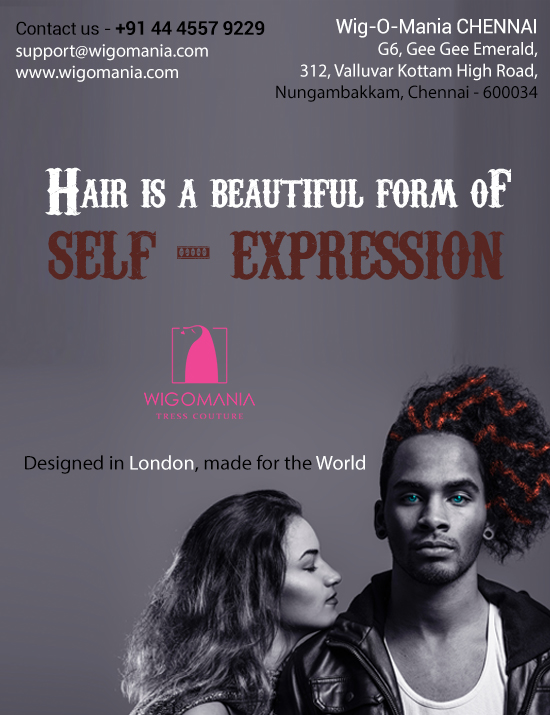 Contact us - +91 44 4557 9229
support@wigomania.com
www.wigomania.com
Wig-O-Mania CHENNAI
G6, Gee Gee Emerald,
312, Valluvar Kottam High Road,
Nungambakkam, Chennai - 600034
Hair is a beautiful form of
SELF - EXPRESSION
WIGOMANIA
TRESS COUTURE
Designed in London, made for the World